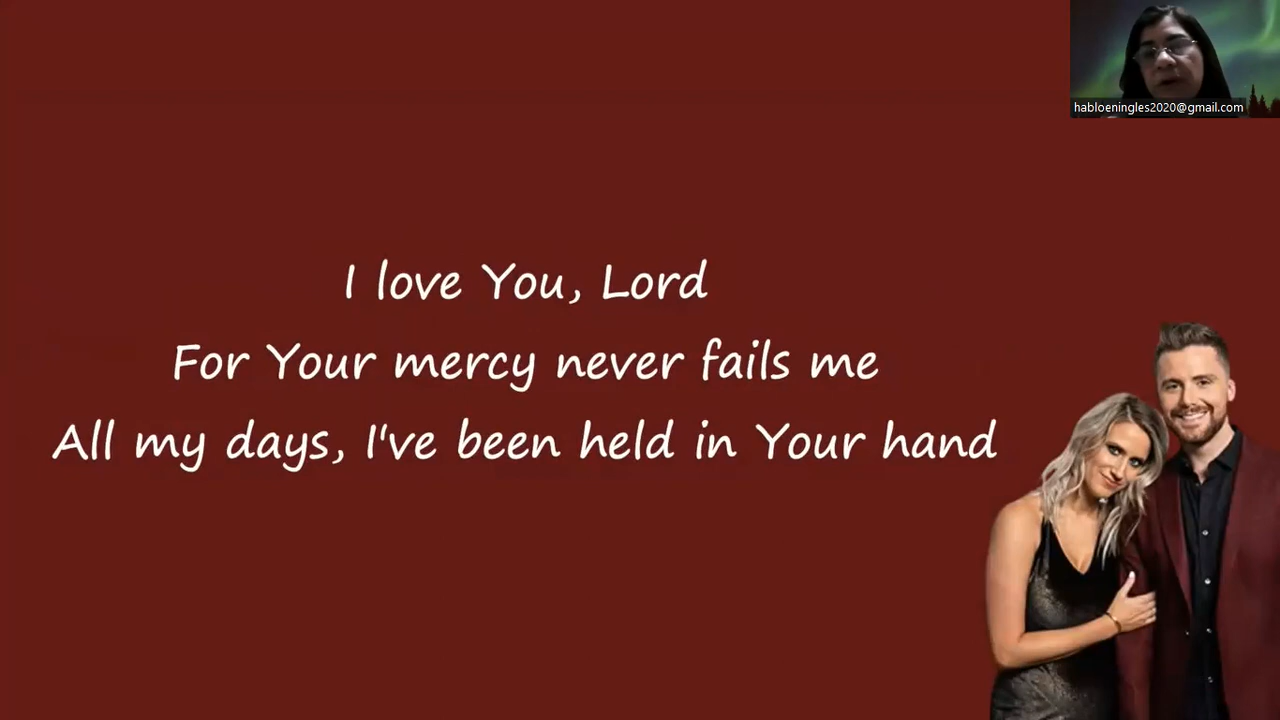 habloeningles2020@gmail.com
I love You, Lord
For Your mercy never fails me
All my days, I've been held in Your hand